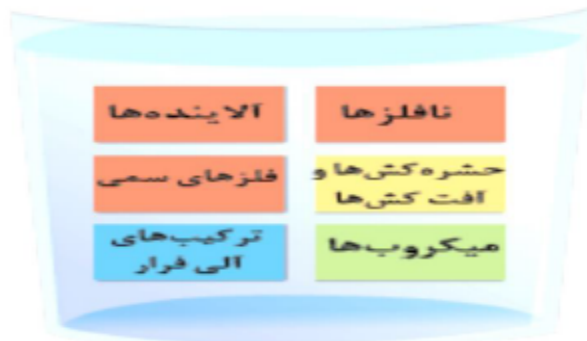 نافلزها
آلاینده‌ها
حشره‌کش‌ها و
آفت کش‌ها
فلزهای سمی
میکروب‌ها
ترکیب‌های
آلی فرار